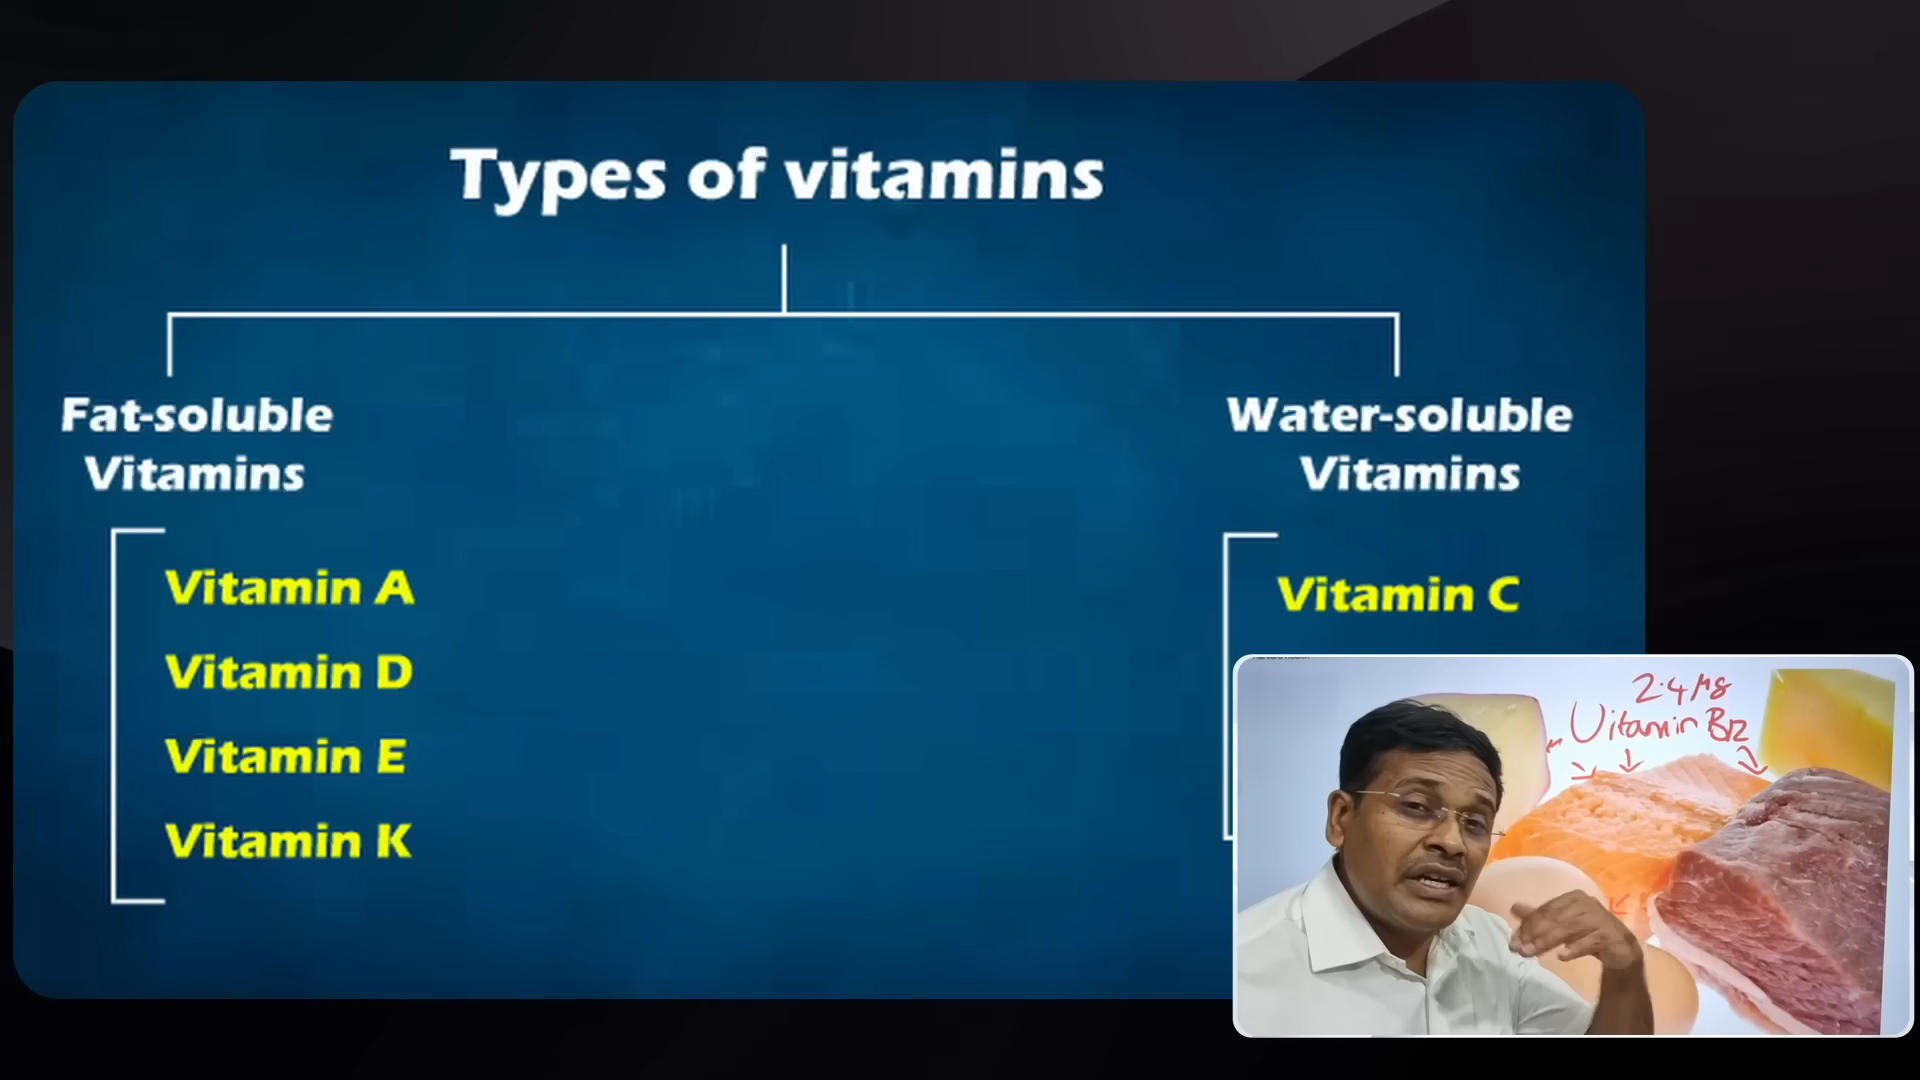 Types of vitamins
Fat-soluble
Vitamins
Water-soluble
Vitamins
Vitamin A
Vitamin D
Vitamin E
Vitamin K
Vitamin C
2.4 μg
Vitamin B12